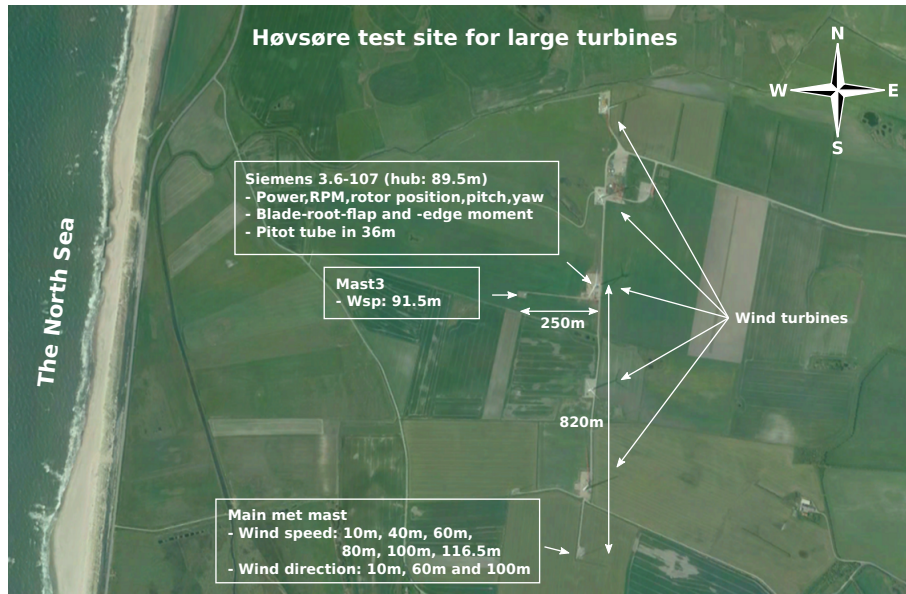 Høvsøre test site for large turbines
N
W
E
S
Siemens 3.6-107 (hub: 89.5m)
- Power,RPM,rotor position,pitch,yaw
- Blade-root-flap and -edge moment
- Pitot tube in 36m
The North Sea
Mast3
- Wsp: 91.5m
250m
Wind turbines
820m
Main met mast
- Wind speed: 10m, 40m, 60m,
80m, 100m, 116.5m
- Wind direction: 10m, 60m and 100m